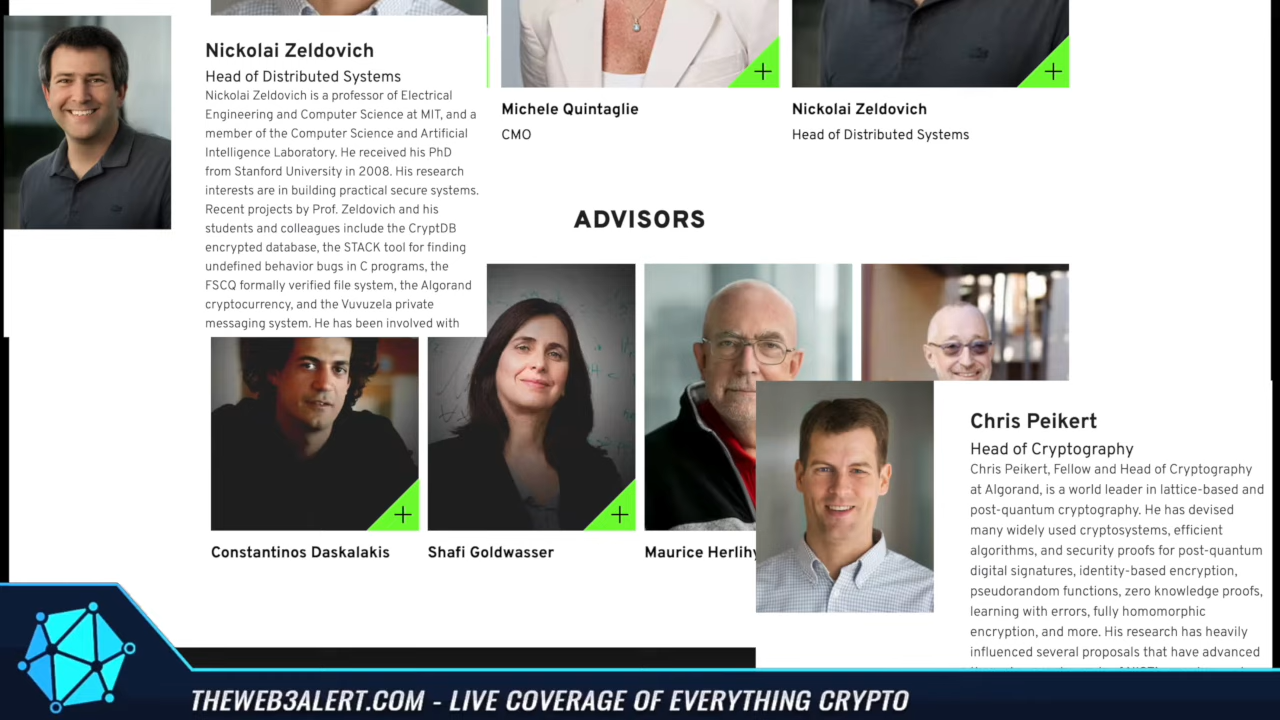 Nickolai Zeldovich
Head of Distributed Systems
Nickolai Zeldovich is a professor of Electrical
Engineering and Computer Science at MIT, and a
member of the Computer Science and Artificial
Intelligence Laboratory. He received his PhD
from Stanford University in 2008. His research
interests are in building practical secure systems.
Recent projects by Prof. Zeldovich and his
students and colleagues include the CryptDB
encrypted database, the STACK tool for finding
undefined behavior bugs in C programs, the
FSCQ formally verified file system, the Algorand
cryptocurrency, and the Vuvuzela private
messaging system. He has been involved with
Michele Quintaglie
CMO
Nickolai Zeldovich
Head of Distributed Systems
ADVISORS
Constantinos Daskalakis
Shafi Goldwasser
Maurice Herlihy
Chris Peikert
Head of Cryptography
Chris Peikert, Fellow and Head of Cryptography
at Algorand, is a world leader in lattice-based and
post-quantum cryptography. He has devised
many widely used cryptosystems, efficient
algorithms, and security proofs for post-quantum
digital signatures, identity-based encryption,
pseudorandom functions, zero knowledge proofs,
learning with errors, fully homomorphic
encryption, and more. His research has heavily
influenced several proposals that have advanced
THEWEB3ALERT.COM - LIVE COVERAGE OF EVERYTHING CRYPTO